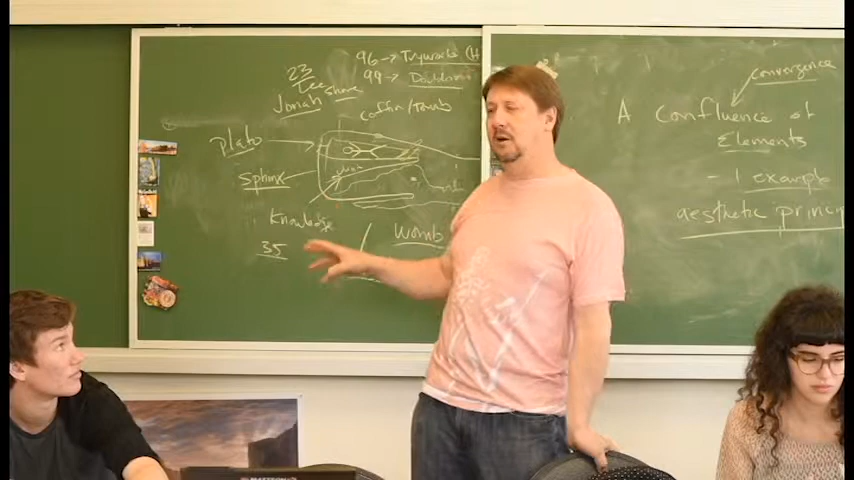 96 → Tryworks (
99 → Doubloon
23
Lee Shore
Jonah
coffin/tomb
Plato
Sphinx
Knowledge
35
Womb
convergence
A Confluence of
Elements
- 1 example
aesthetic princip